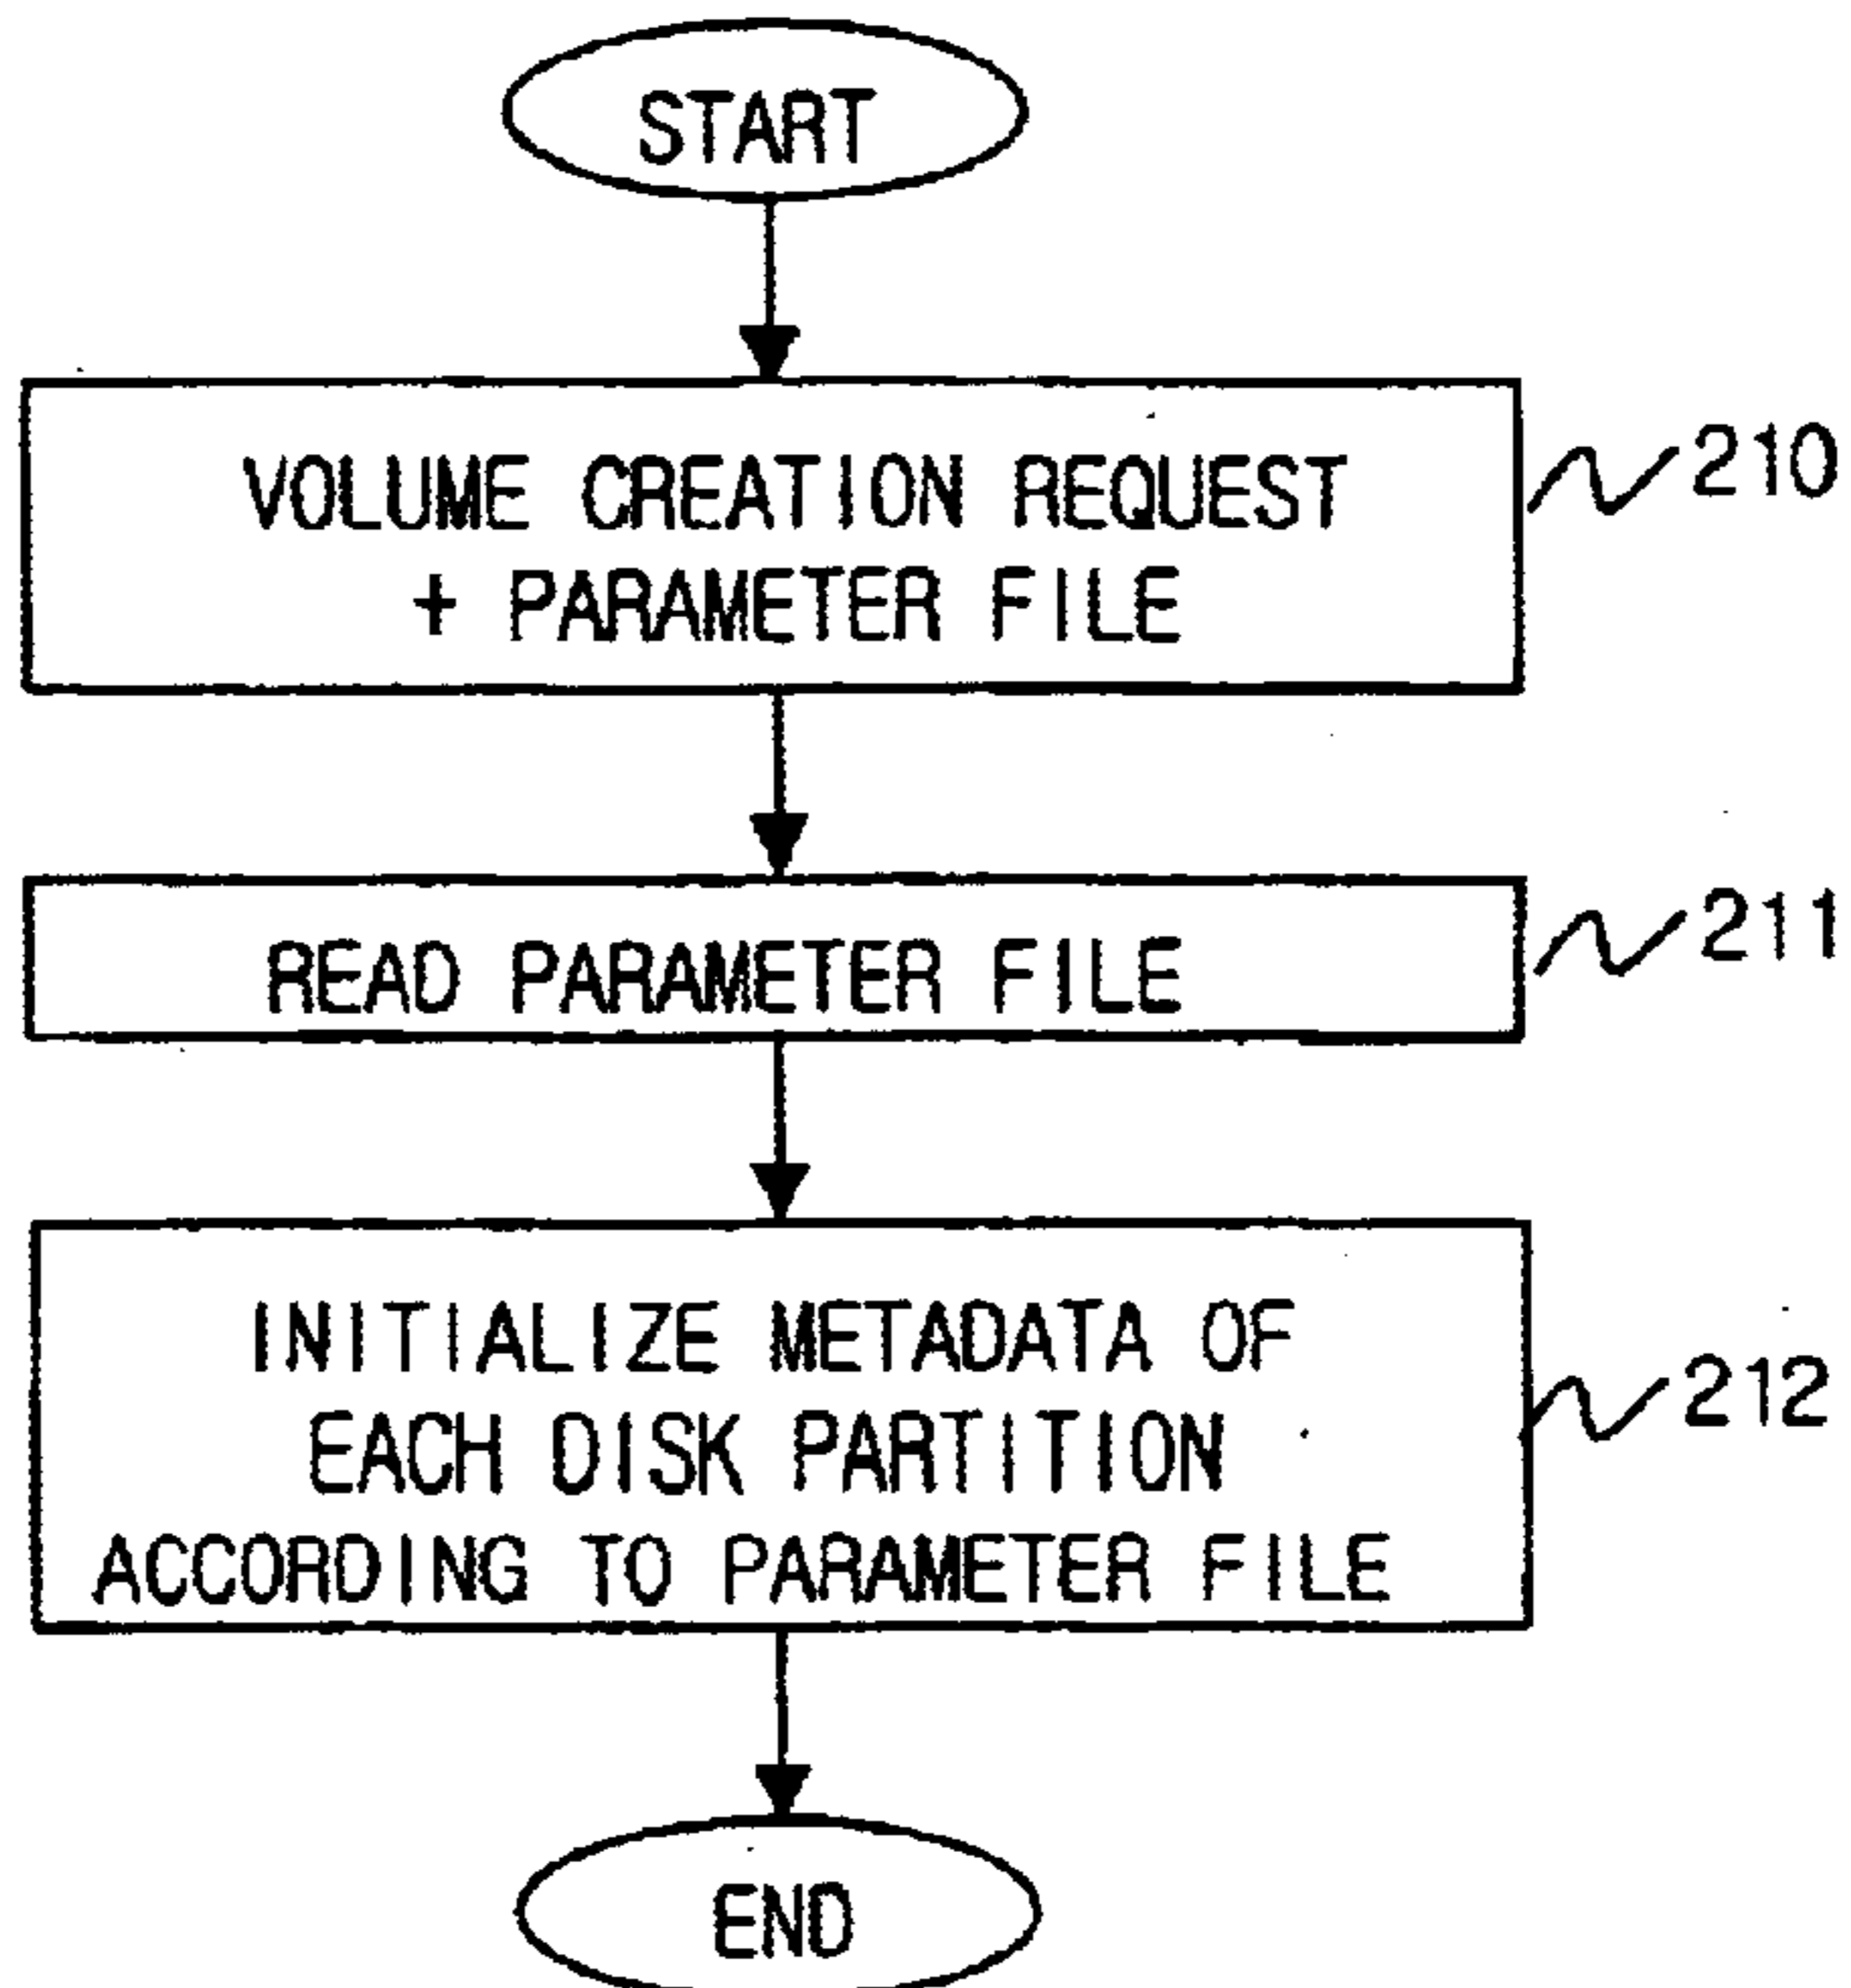 START
VOLUME CREATION REQUEST
+ PARAMETER FILE
210
READ PARAMETER FILE
211
INITIALIZE METADATA OF
EACH DISK PARTITION
ACCORDING TO PARAMETER FILE
212
END